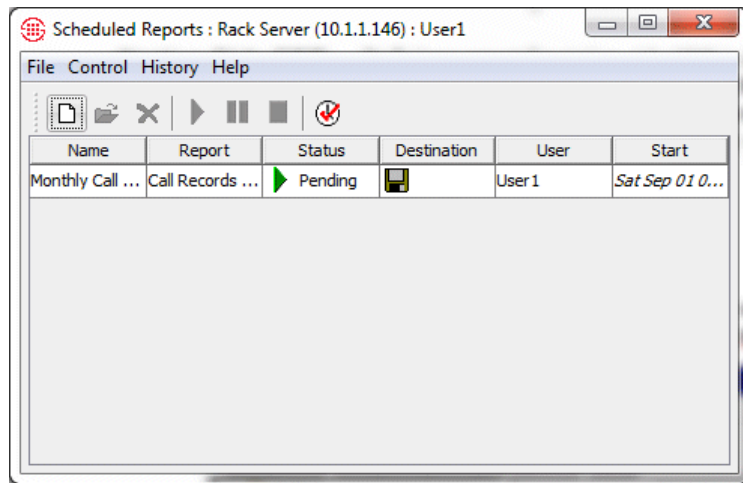 Scheduled Reports : Rack Server (10.1.1.146) : User1
File Control History Help
Name Report Status Destination User Start
Monthly Call ... Call Records ... Pending User1 Sat Sep 01 0...